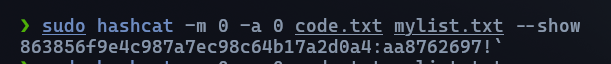 ❯ sudo hashcat -m 0 -a 0 code.txt mylist.txt --show
863856f9e4c987a7ec98c64b17a2d0a4:aa8762697!`